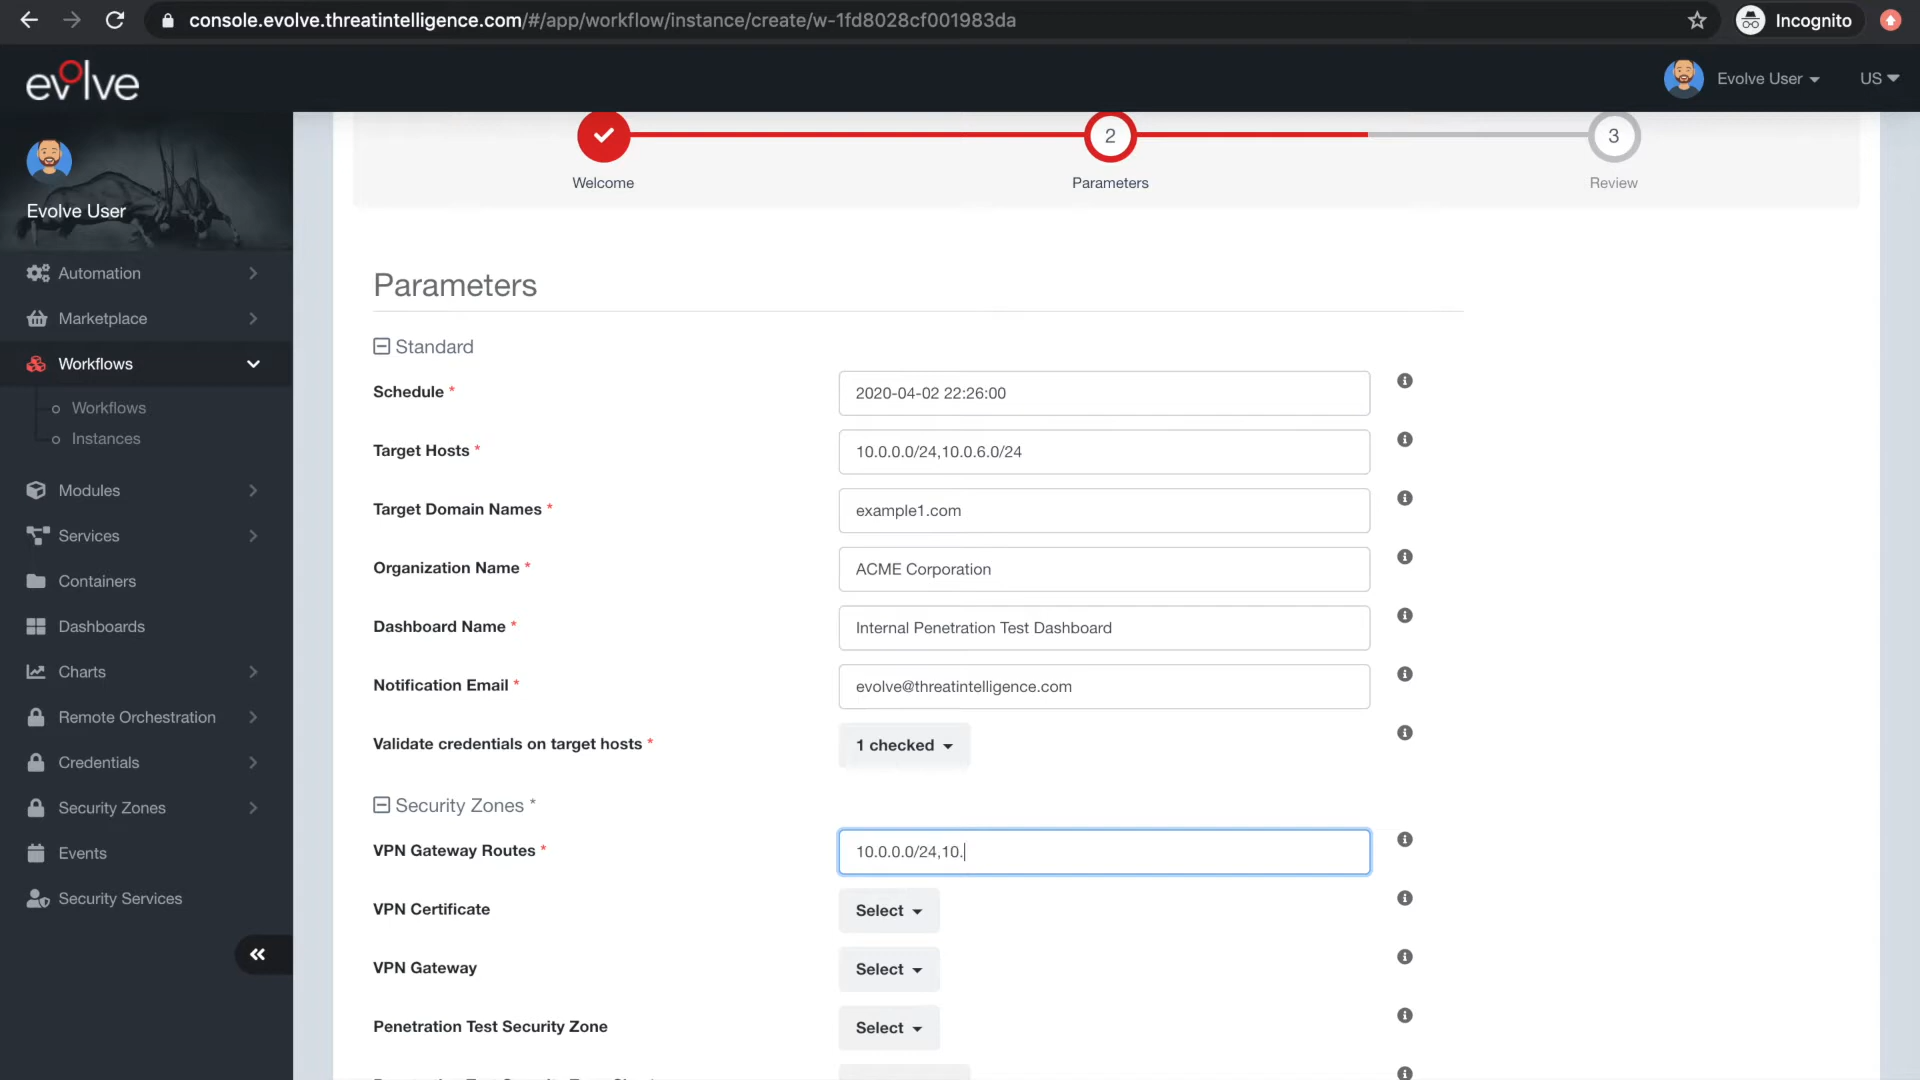 console.evolve.threatintelligence.com/#/app/workflow/instance/create/w-1fd8028cf001983da
Incognito
evolve
Evolve User
US
Evolve User
Automation
Marketplace
Workflows
Workflows
Instances
Modules
Services
Containers
Dashboards
Charts
Remote Orchestration
Credentials
Security Zones
Events
Security Services
2
3
Welcome
Parameters
Review
Parameters
Standard
Schedule *
2020-04-02 22:26:00
Target Hosts *
10.0.0.0/24,10.0.6.0/24
Target Domain Names *
example1.com
Organization Name *
ACME Corporation
Dashboard Name *
Internal Penetration Test Dashboard
Notification Email *
evolve@threatintelligence.com
Validate credentials on target hosts *
1 checked
Security Zones *
VPN Gateway Routes *
10.0.0.0/24,10.
VPN Certificate
Select
VPN Gateway
Select
Penetration Test Security Zone
Select